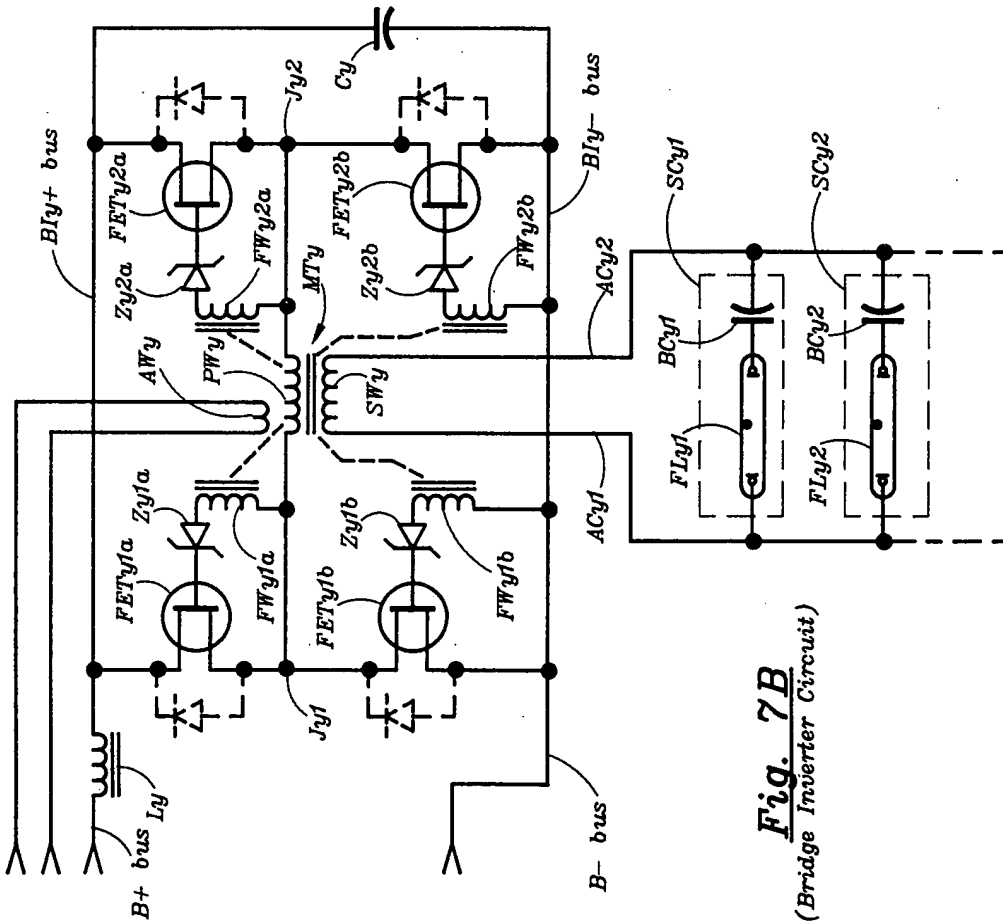 BIy+ bus
FETy2a
Zy2a
FWy2a
Jy2
Cy
AWy
PWy
MTy
FETy2b
Zy2b
FWy2b
BIy- bus
SWy
ACy2
ACy1
FETy1a
Zy1a
FWy1a
FETy1b
Zy1b
FWy1b
Jy1
Ly
B+ bus
B- bus
SCy1
BCy1
FLy1
SCy2
BCy2
FLy2
Fig. 7B
(Bridge Inverter Circuit)